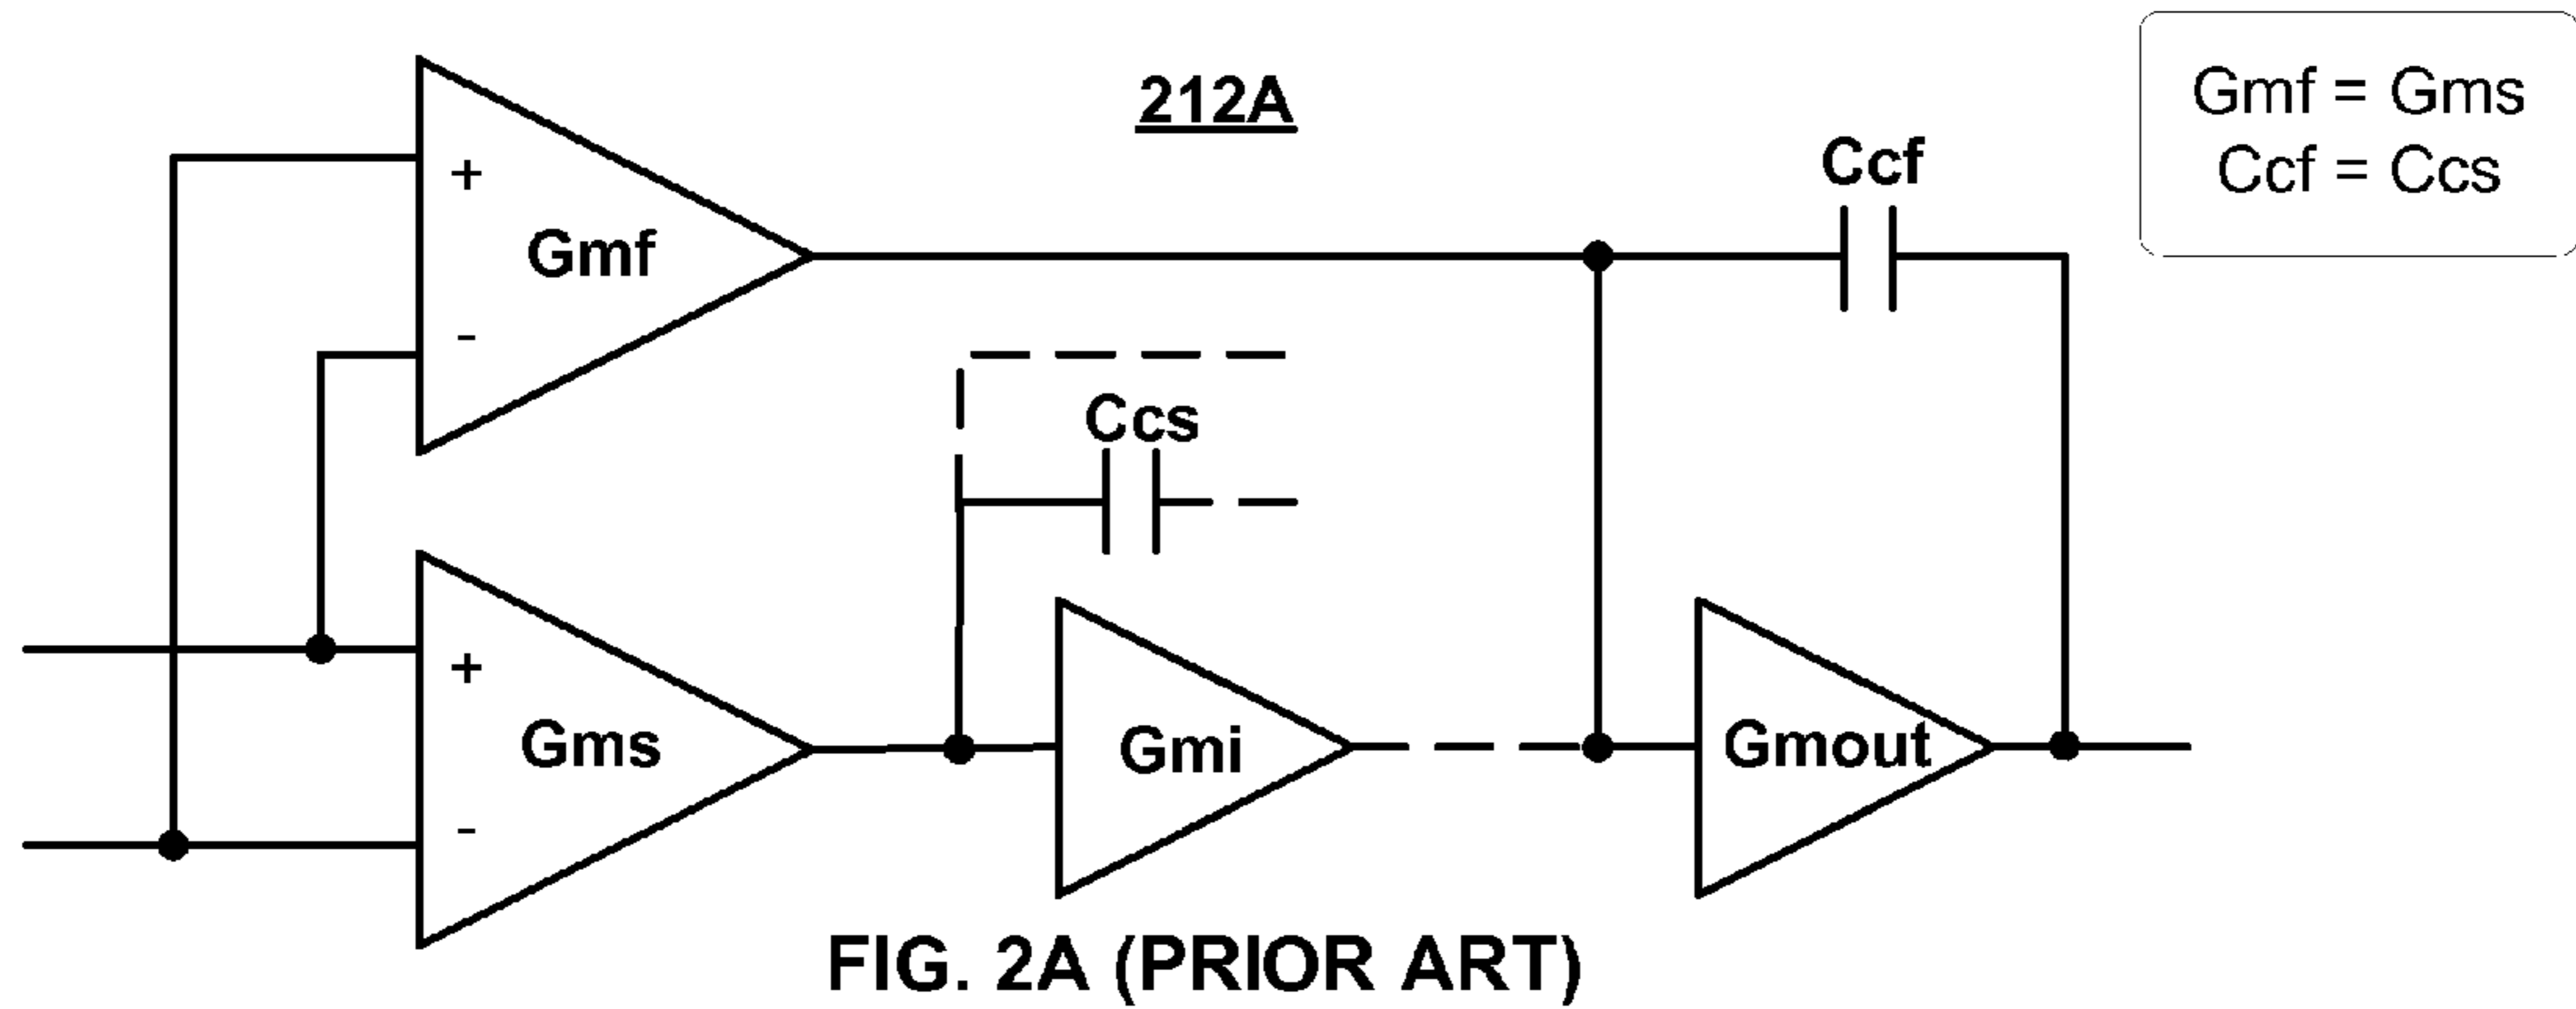 212A
Gmf = Gms
Ccf = Ccs
Ccf
+
Gmf
-
Ccs
+
Gms
-
Gmi
Gmout
FIG. 2A (PRIOR ART)